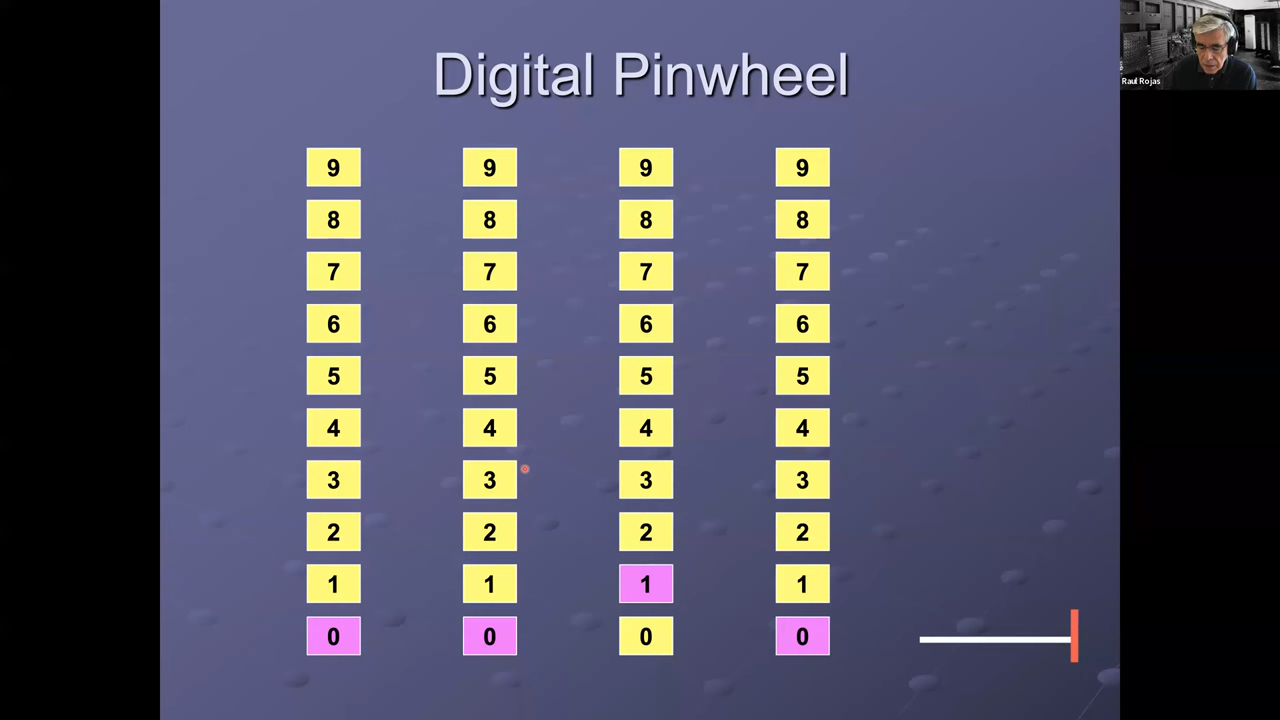 Digital Pinwheel
Raul Rojas
9 9 9 9
8 8 8 8
7 7 7 7
6 6 6 6
5 5 5 5
4 4 4 4
3 3 3 3
2 2 2 2
1 1 1 1
0 0 0 0